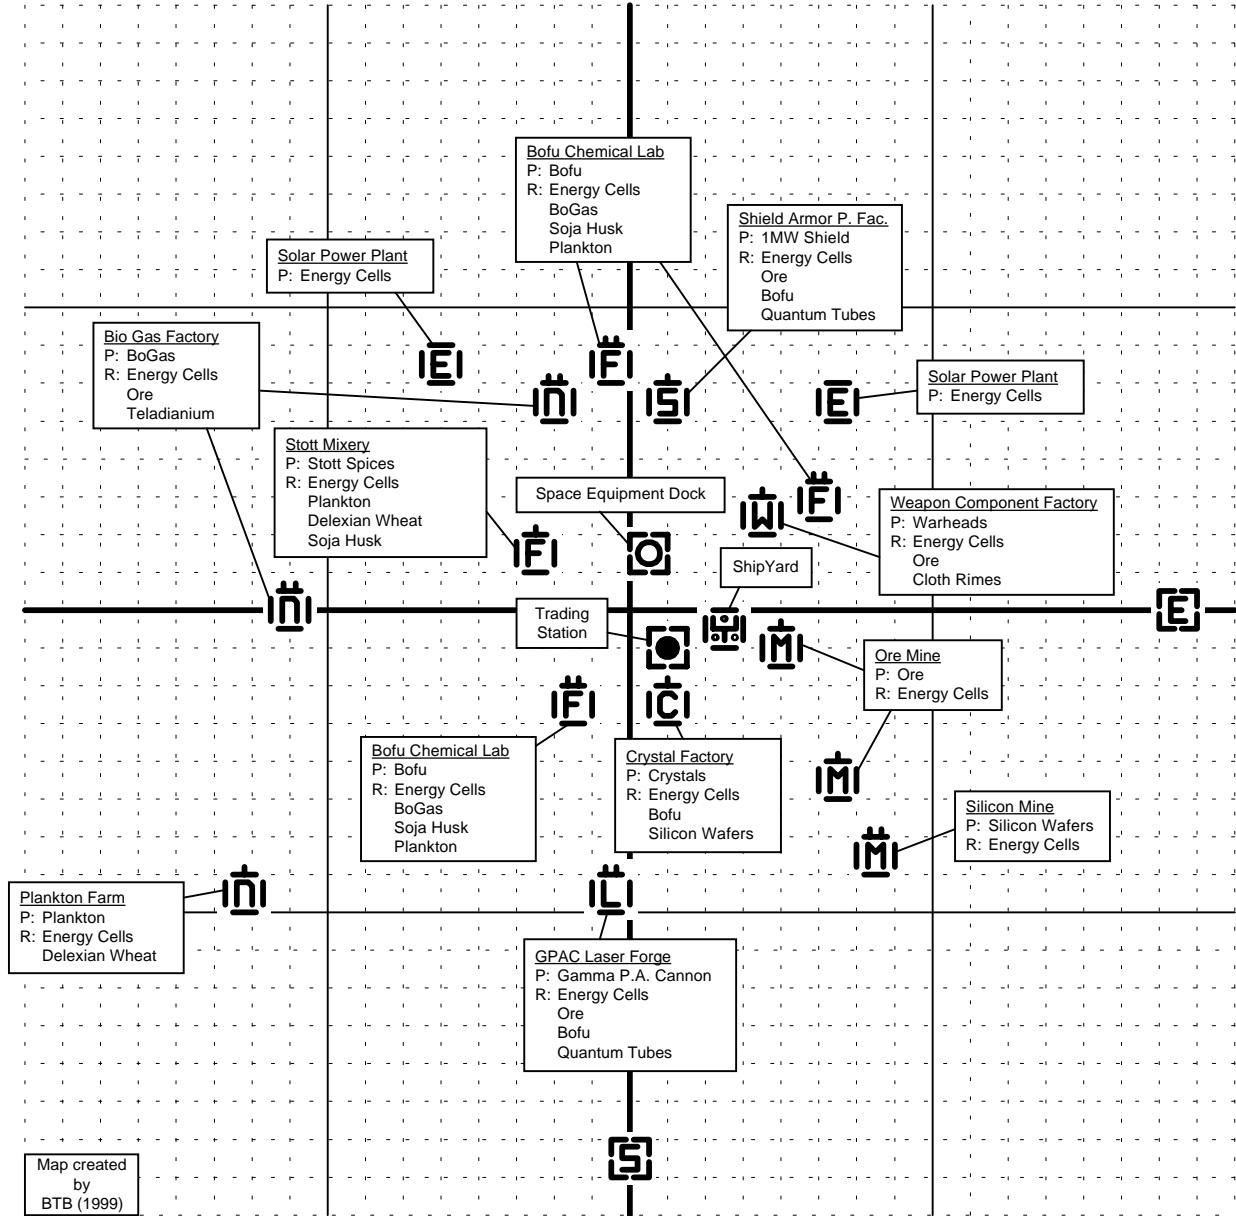 Bofu Chemical Lab
P: Bofu
R: Energy Cells
BoGas
Soja Husk
Plankton
Shield Armor P. Fac.
P: 1MW Shield
R: Energy Cells
Ore
Bofu
Quantum Tubes
Solar Power Plant
P: Energy Cells
Bio Gas Factory
P: BoGas
R: Energy Cells
Ore
Teladianium
E
F
n
S
E
Solar Power Plant
P: Energy Cells
Stott Mixery
P: Stott Spices
R: Energy Cells
Plankton
Delexian Wheat
Soja Husk
Space Equipment Dock
W
F
Weapon Component Factory
P: Warheads
R: Energy Cells
Ore
Cloth Rimes
F
ShipYard
n
E
Trading
Station
M
Ore Mine
P: Ore
R: Energy Cells
F
C
Bofu Chemical Lab
P: Bofu
R: Energy Cells
BoGas
Soja Husk
Plankton
Crystal Factory
P: Crystals
R: Energy Cells
Bofu
Silicon Wafers
M
Silicon Mine
P: Silicon Wafers
R: Energy Cells
M
Plankton Farm
P: Plankton
R: Energy Cells
Delexian Wheat
n
L
GPAC Laser Forge
P: Gamma P.A. Cannon
R: Energy Cells
Ore
Bofu
Quantum Tubes
S
Map created
by
BTB (1999)